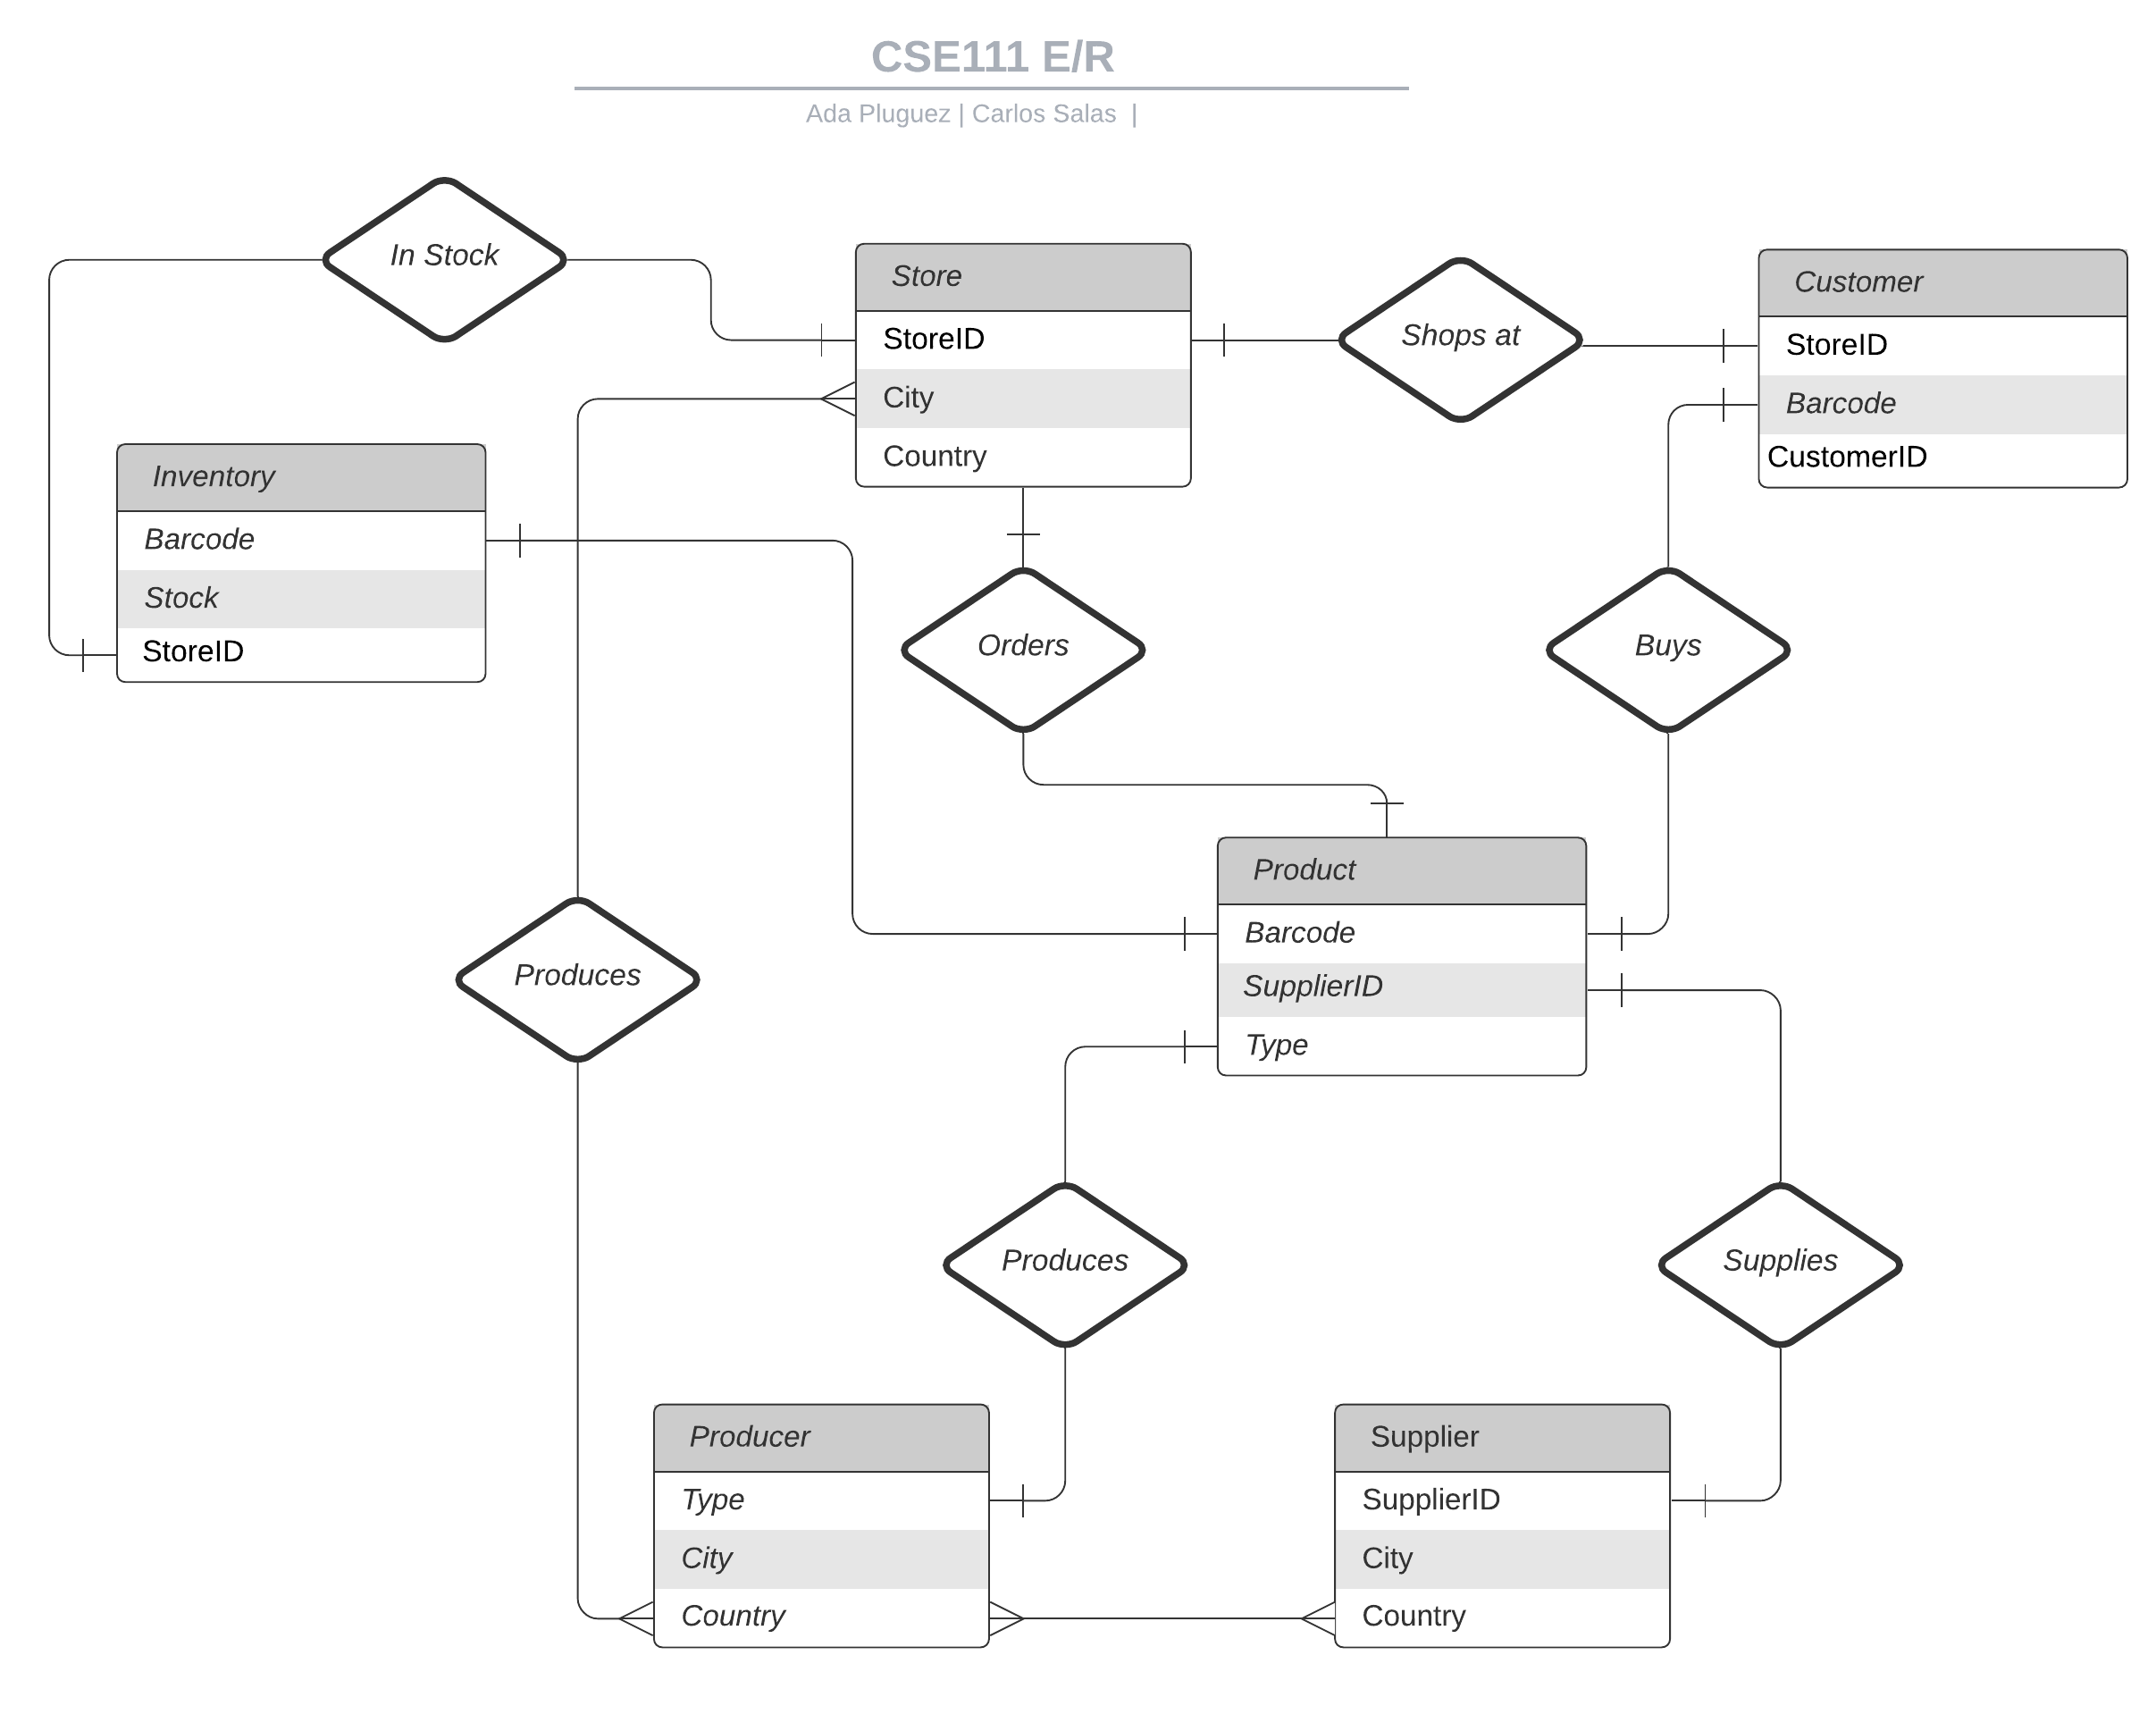 CSE111 E/R
Ada Pluguez | Carlos Salas |
In Stock
Store
StoreID
City
Country
Shops at
Customer
StoreID
Barcode
CustomerID
Inventory
Barcode
Stock
StoreID
Orders
Buys
Product
Barcode
SupplierID
Type
Produces
Produces
Supplies
Producer
Type
City
Country
Supplier
SupplierID
City
Country